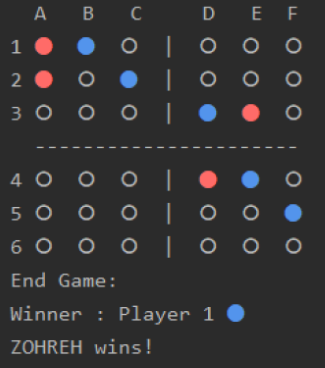 A B C D E F
1 |
2 |
3 |
-----------------------
4 |
5 |
6 |
End Game:
Winner : Player 1
ZOHREH wins!